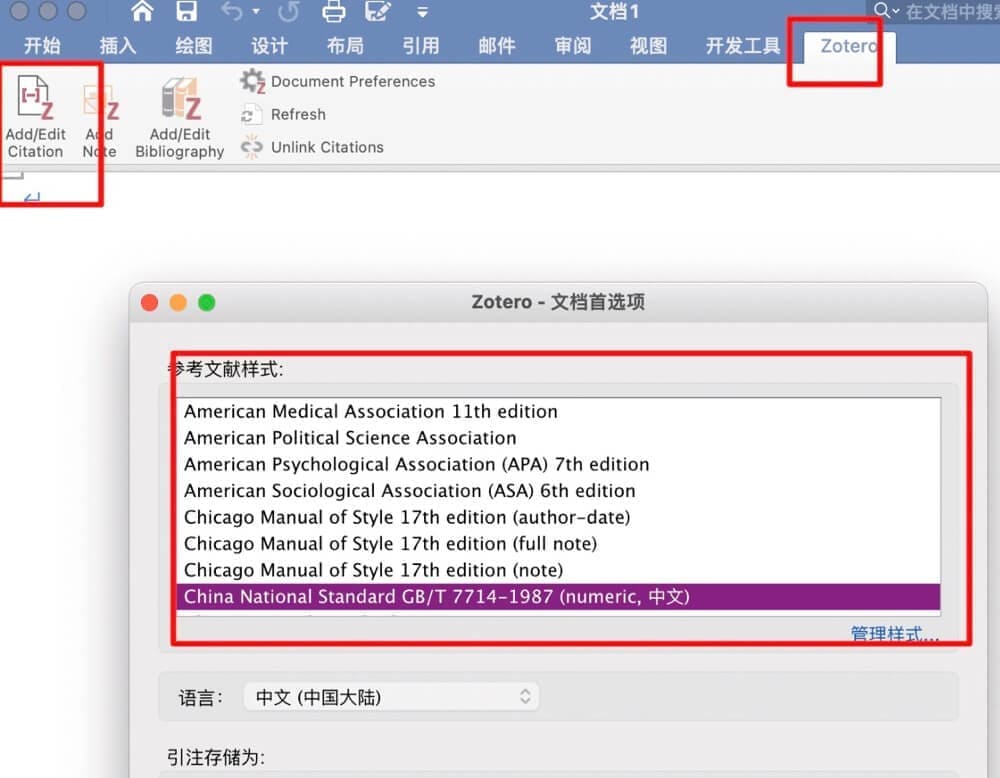 文档1
在文档中搜索
开始 插入 绘图 设计 布局 引用 邮件 审阅 视图 开发工具 Zotero
Add/Edit Citation
Add Note
Add/Edit Bibliography
Document Preferences
Refresh
Unlink Citations
Zotero - 文档首选项
参考文献样式:
American Medical Association 11th edition
American Political Science Association
American Psychological Association (APA) 7th edition
American Sociological Association (ASA) 6th edition
Chicago Manual of Style 17th edition (author-date)
Chicago Manual of Style 17th edition (full note)
Chicago Manual of Style 17th edition (note)
China National Standard GB/T 7714-1987 (numeric, 中文)
管理样式...
语言: 中文 (中国大陆)
引注存储为: